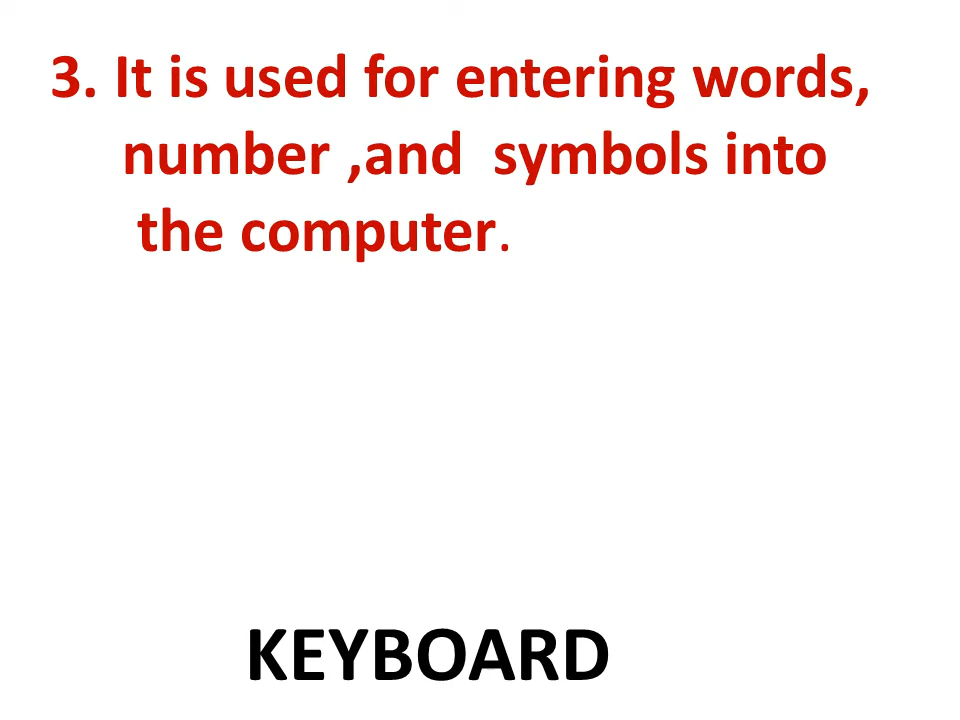 3. It is used for entering words,
number ,and  symbols into
the computer.
KEYBOARD